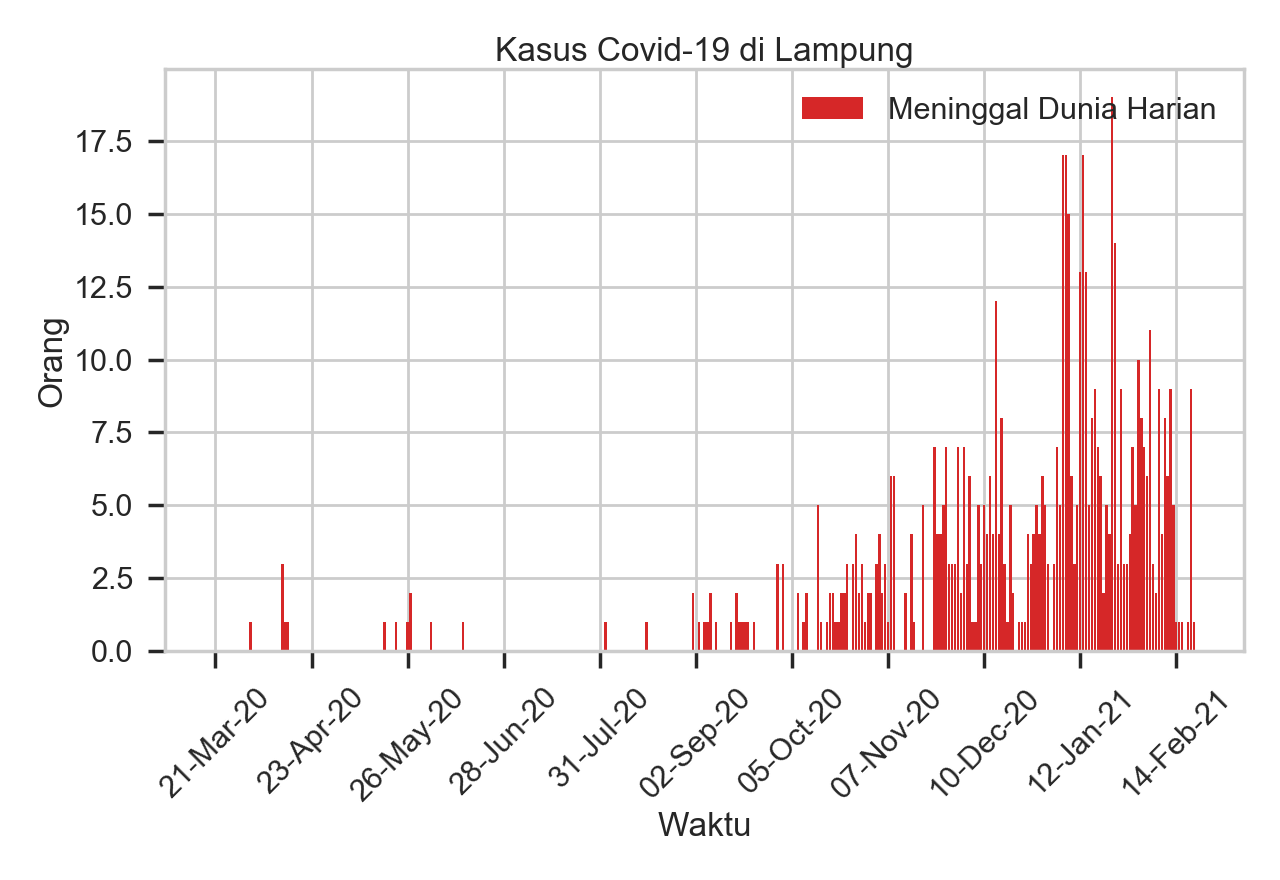 Kasus Covid-19 di Lampung
Meninggal Dunia Harian
17.5
15.0
12.5
10.0
7.5
5.0
2.5
0.0
Orang
21-Mar-20
23-Apr-20
26-May-20
28-Jun-20
31-Jul-20
02-Sep-20
05-Oct-20
07-Nov-20
10-Dec-20
12-Jan-21
14-Feb-21
Waktu